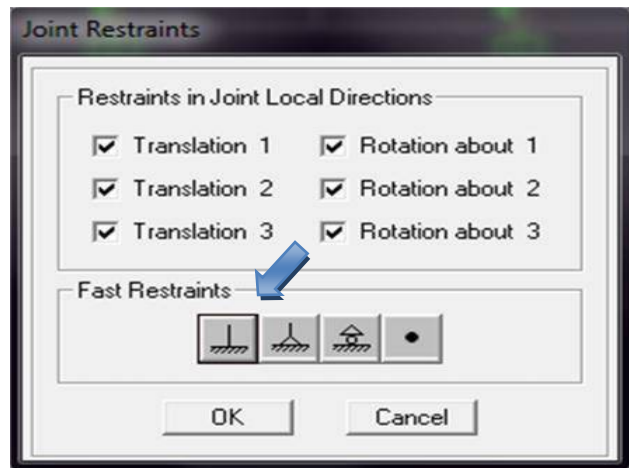 Joint Restraints
Restraints in Joint Local Directions
Translation 1 Rotation about 1
Translation 2 Rotation about 2
Translation 3 Rotation about 3
Fast Restraints
OK Cancel